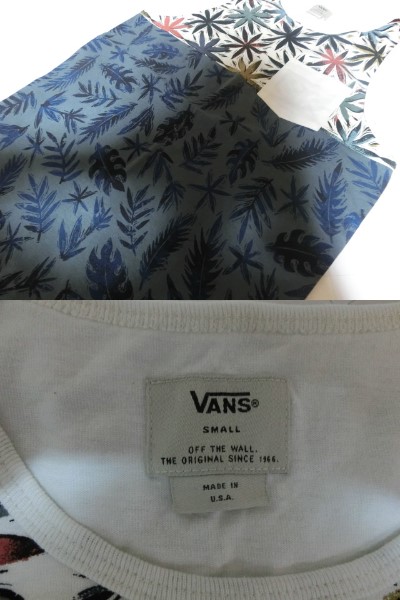 VANS®
SMALL
OFF THE WALL.
THE ORIGINAL SINCE 1966.
MADE IN
U.S.A.